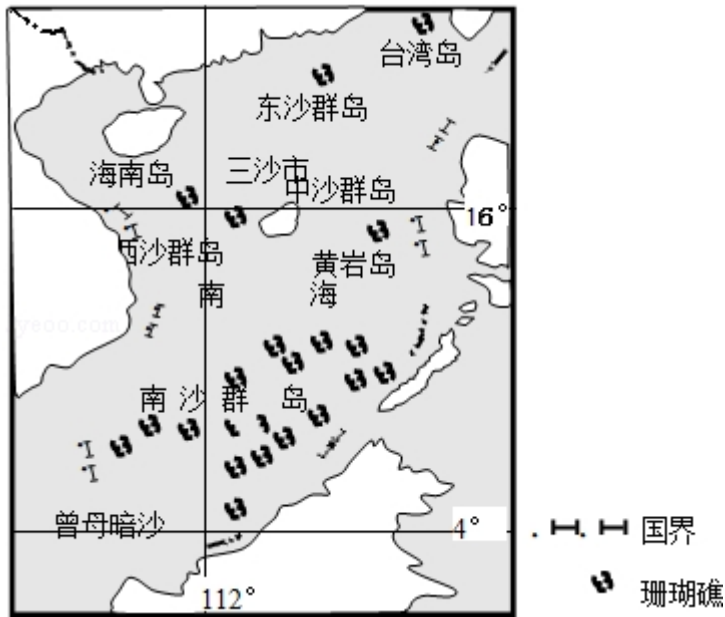 台湾岛
东沙群岛
海南岛
三沙市
中沙群岛
16°
西沙群岛
黄岩岛
南 海
yeoo.com
南 沙 群 岛
曾母暗沙
4°
国界
112°
珊瑚礁